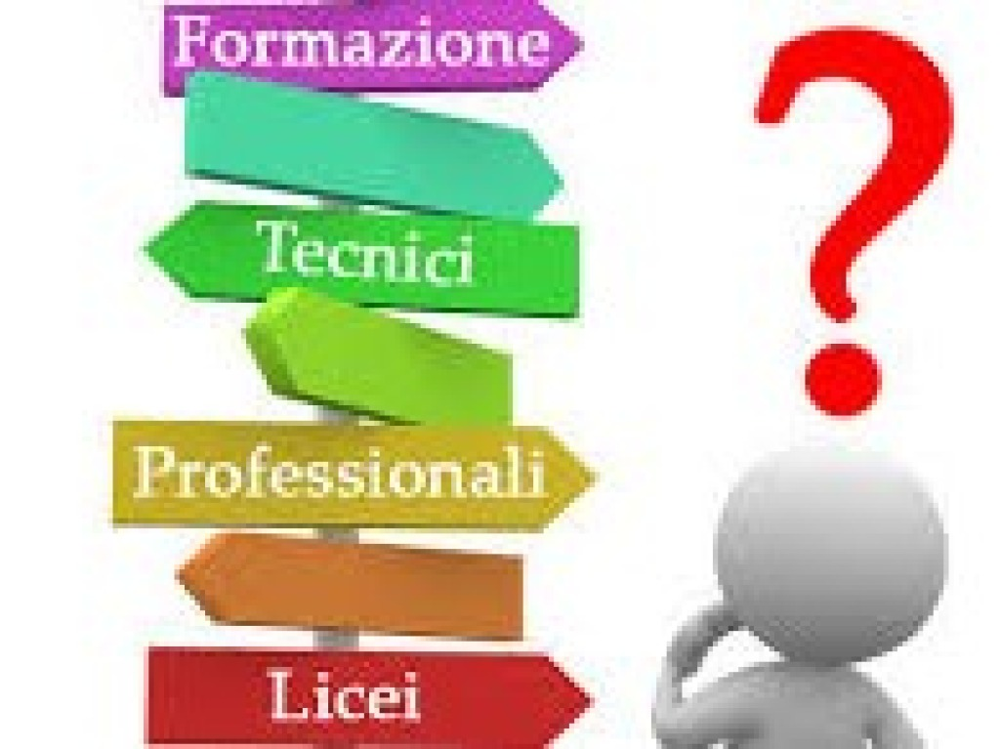 Formazione
Tecnici
Professionali
Licei
?